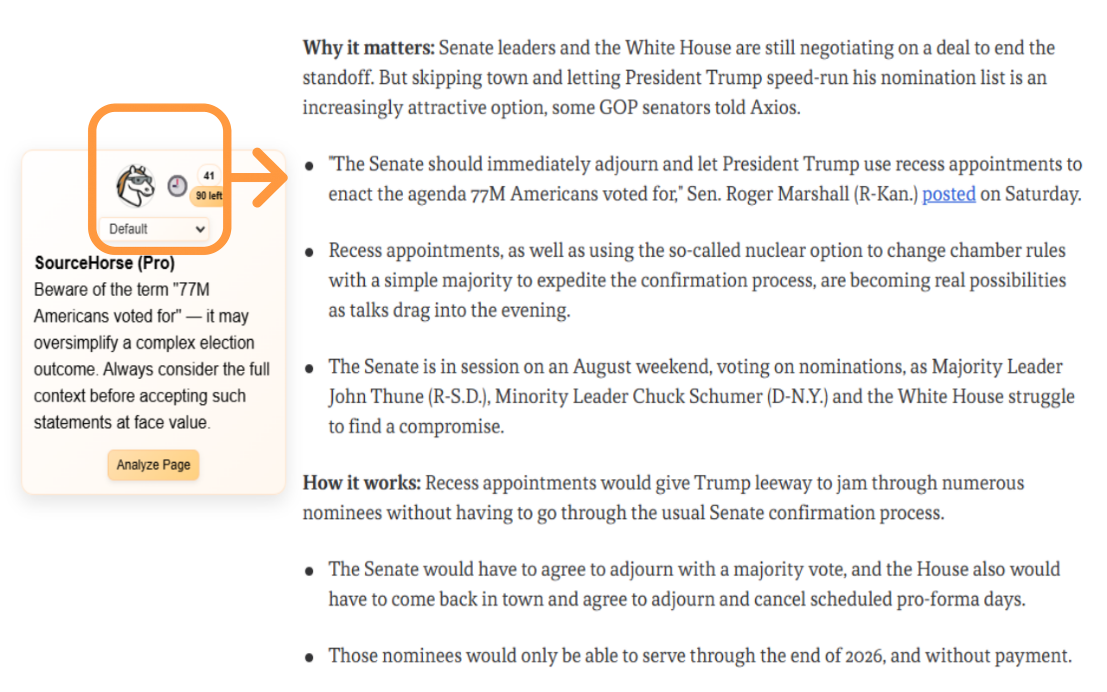 41
90 left
Default
SourceHorse (Pro)
Beware of the term "77M
Americans voted for" — it may
oversimplify a complex election
outcome. Always consider the full
context before accepting such
statements at face value.
Analyze Page
Why it matters: Senate leaders and the White House are still negotiating on a deal to end the
standoff. But skipping town and letting President Trump speed-run his nomination list is an
increasingly attractive option, some GOP senators told Axios.
• "The Senate should immediately adjourn and let President Trump use recess appointments to
enact the agenda 77M Americans voted for," Sen. Roger Marshall (R-Kan.) posted on Saturday.
• Recess appointments, as well as using the so-called nuclear option to change chamber rules
with a simple majority to expedite the confirmation process, are becoming real possibilities
as talks drag into the evening.
• The Senate is in session on an August weekend, voting on nominations, as Majority Leader
John Thune (R-S.D.), Minority Leader Chuck Schumer (D-N.Y.) and the White House struggle
to find a compromise.
How it works: Recess appointments would give Trump leeway to jam through numerous
nominees without having to go through the usual Senate confirmation process.
• The Senate would have to agree to adjourn with a majority vote, and the House also would
have to come back in town and agree to adjourn and cancel scheduled pro-forma days.
• Those nominees would only be able to serve through the end of 2026, and without payment.